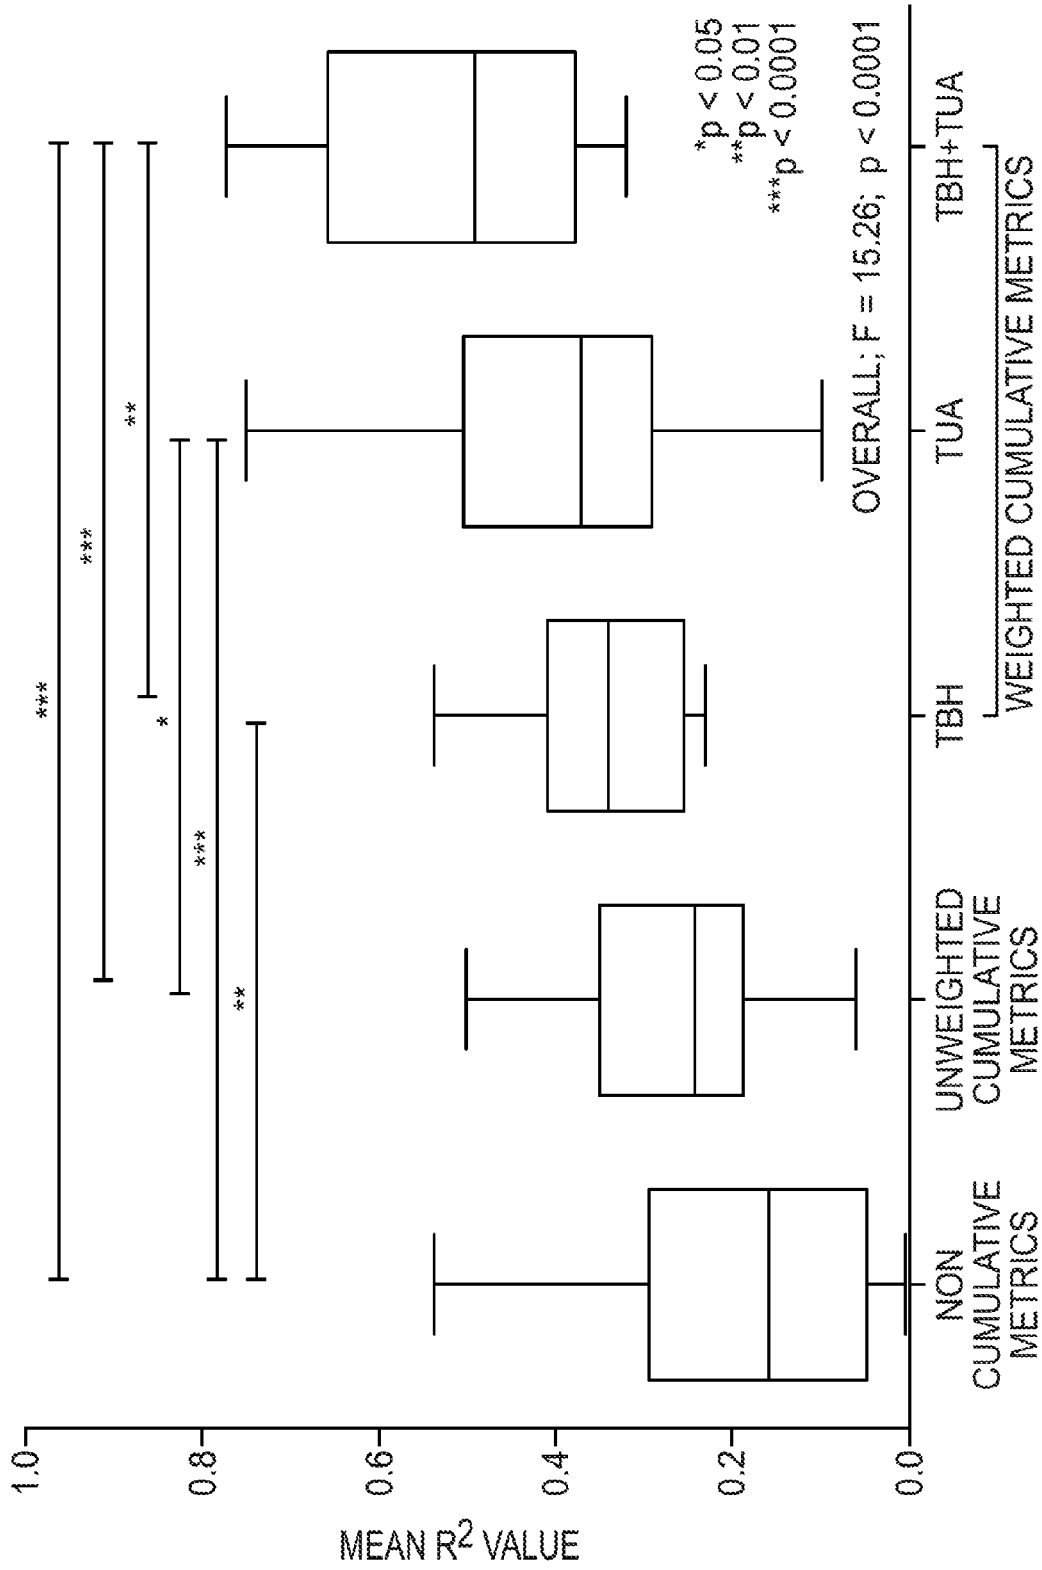 MEAN R2 VALUE
1.0
0.8
0.6
0.4
0.2
0.0
***
***
**
*
***
**
*p < 0.05
**p < 0.01
***p < 0.0001
OVERALL; F = 15.26; p < 0.0001
NON
CUMULATIVE
METRICS
UNWEIGHTED
CUMULATIVE
METRICS
TBH
TUA
TBH+TUA
WEIGHTED CUMULATIVE METRICS